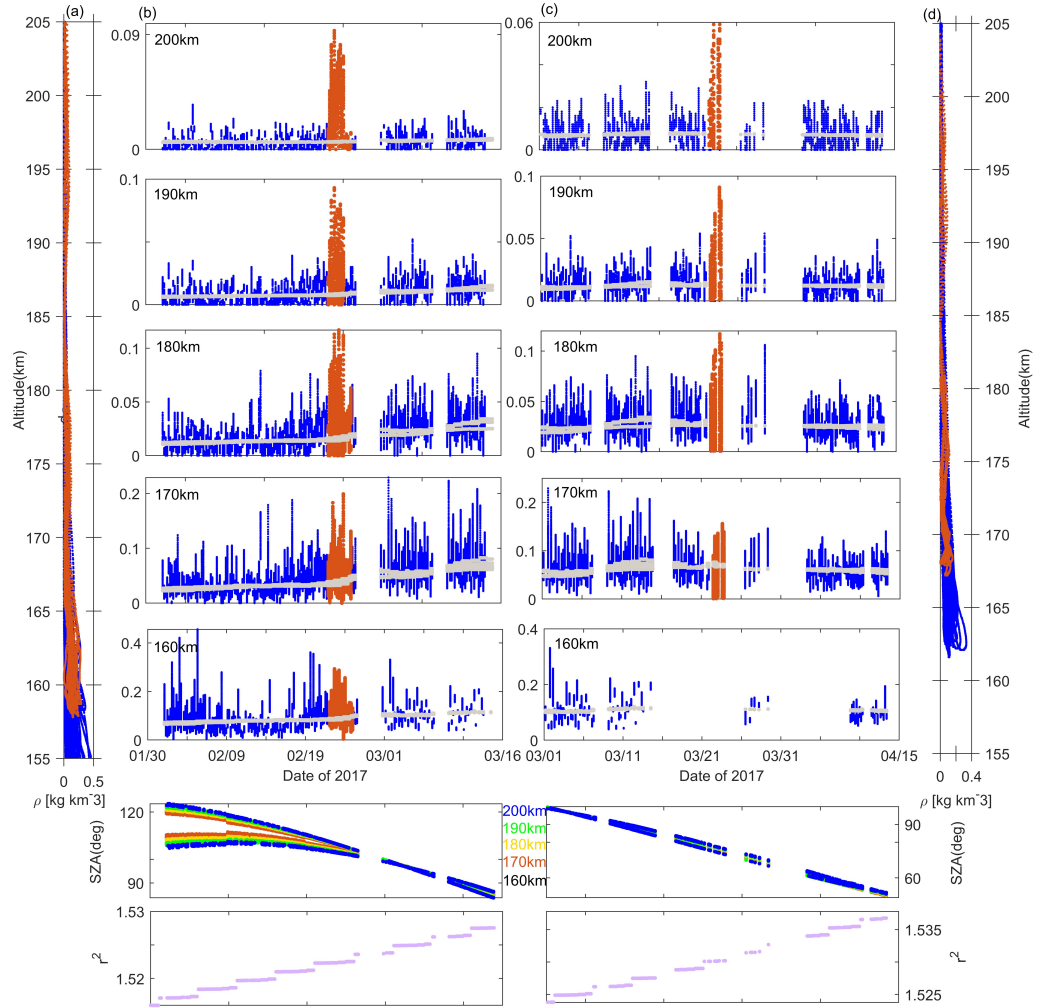 (a)
(b)
(c)
(d)
205
200
195
190
185
180
175
170
165
160
155
Altitude(km)
0 0.5
ρ [kg km^-3]
200km
0.09
0
190km
0.1
0.05
0
180km
0.1
0.05
0
170km
0.2
0.1
0
160km
0.4
0.2
0
01/30 02/09 02/19 03/01 03/16
Date of 2017
200km
0.06
0
190km
0.1
0.05
0
180km
0.1
0.05
0
170km
0.2
0.1
0
160km
0.4
0.2
0
03/01 03/11 03/21 03/31 04/15
Date of 2017
205
200
195
190
185
180
175
170
165
160
155
Altitude(km)
0 0.4
ρ [kg km^-3]
SZA(deg)
120
90
200km
190km
180km
170km
160km
90
60
SZA(deg)
r²
1.53
1.52
1.535
1.525
r²